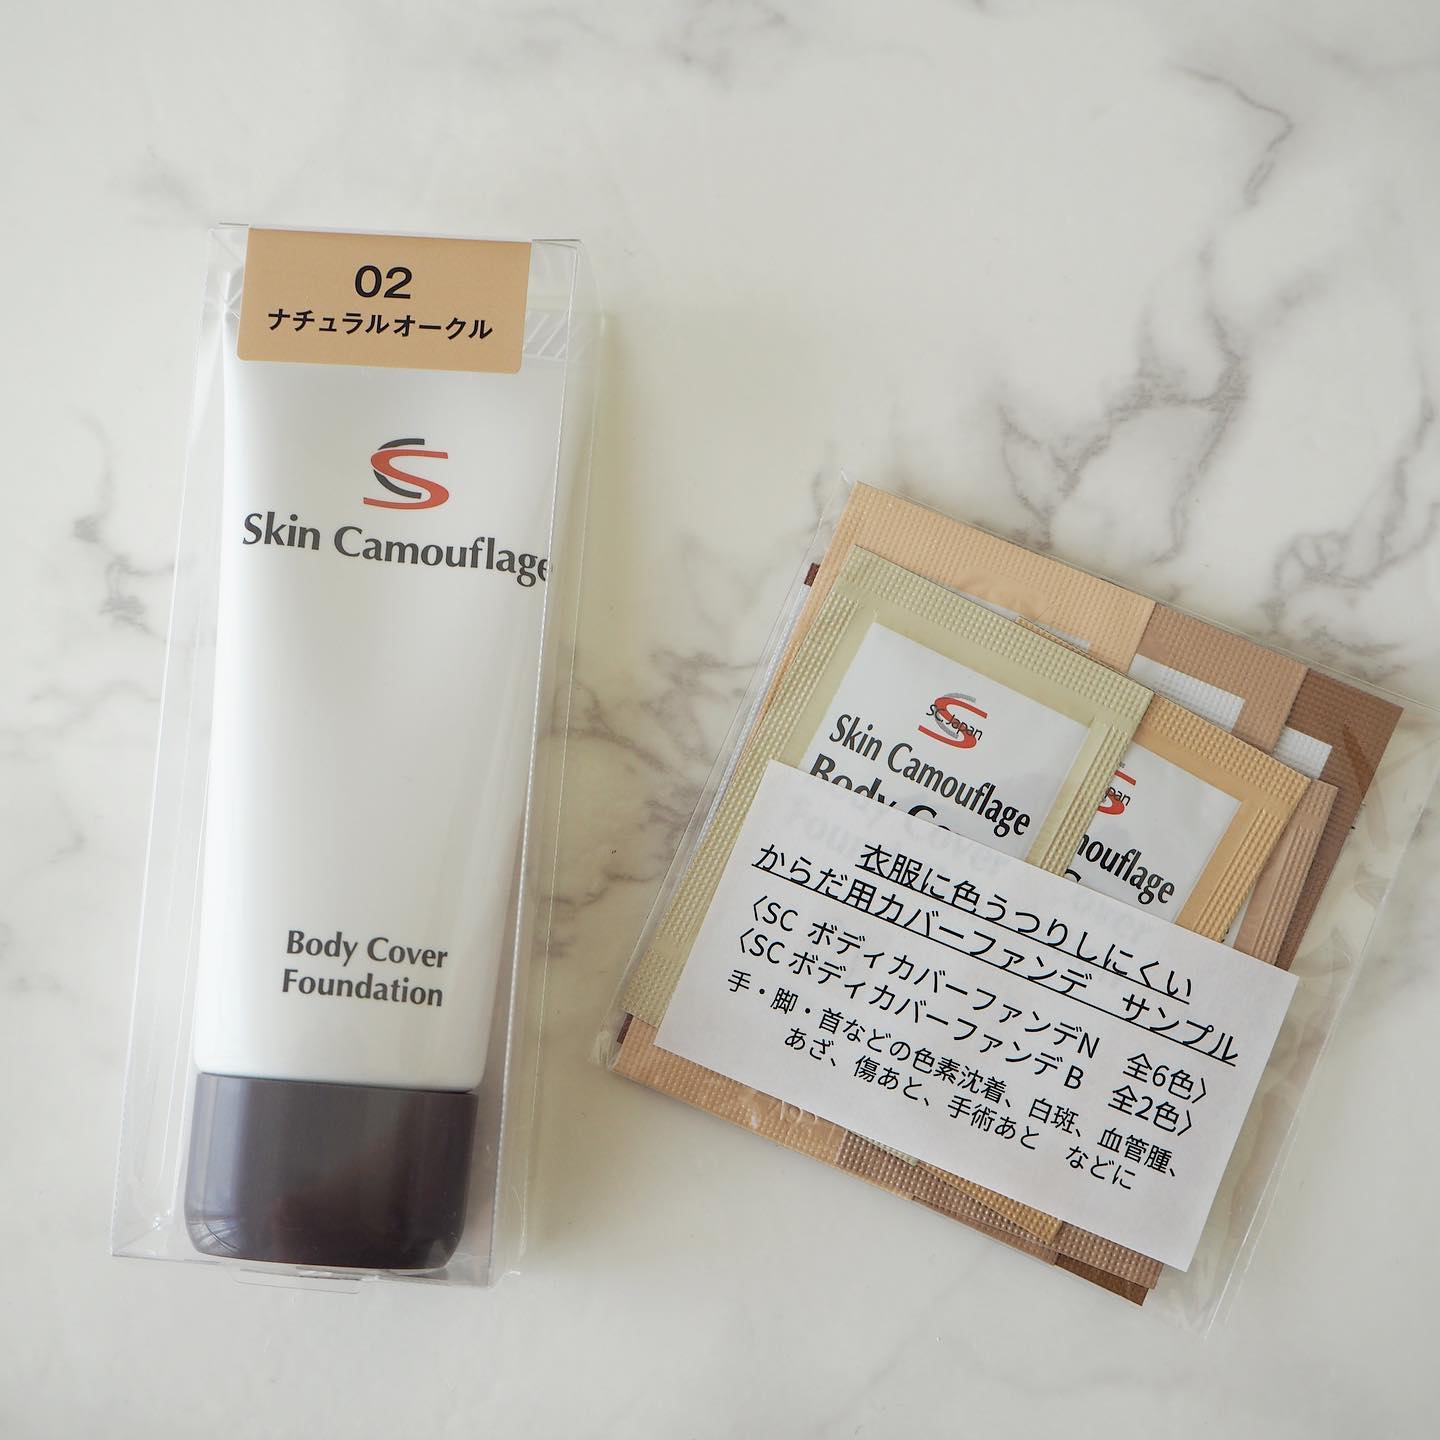 02
ナチュラルオークル
Skin Camouflage
Body Cover
Foundation
SC Japan
Skin Camouflage
Body Cover
apan
mouflage
衣服に色うつりしにくい
からだ用カバーファンデ サンプル
〈SC ボディカバーファンデN 全6色〉
〈SC ボディカバーファンデB 全2色〉
手・脚・首などの色素沈着、白斑、血管腫、
あざ、傷あと、手術あと などに